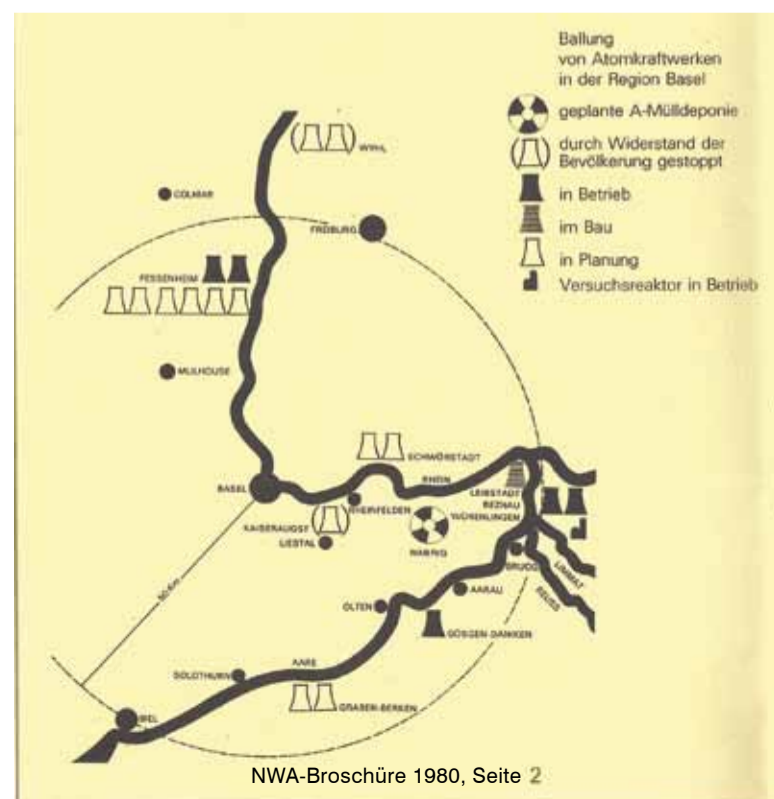 Ballung
von Atomkraftwerken
in der Region Basel
geplante A-Mülldeponie
durch Widerstand der
Bevölkerung gestoppt
in Betrieb
im Bau
in Planung
Versuchsreaktor in Betrieb
WYHL
COLMAR
FREIBURG
FESSENHEIM
MULHOUSE
SCHWÖRSTADT
RHEIN
BASEL
LEIBSTADT
BEZNAU
WÜRENLINGEN
RHEINFELDEN
KAISERAUGST
LIESTAL
BRUGG
LIMMAT
REUSS
AARAU
OLTEN
GÖSGEN-DÄNIKEN
50 Km
AARE
SOLOTHURN
GRABEN-BERKEN
BIEL
NWA-Broschüre 1980, Seite 2